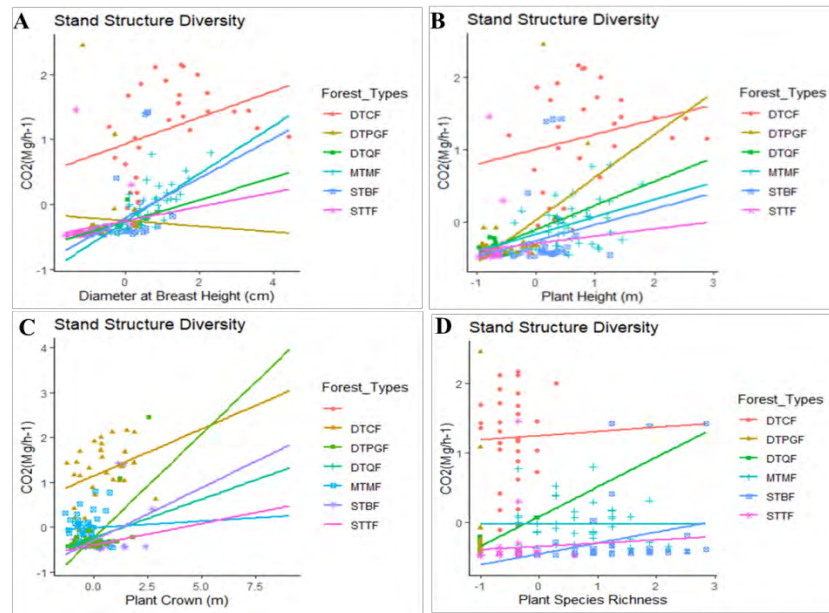 A
Stand Structure Diversity
CO2(Mg/h-1)
2
1
0
-1
0
2
4
Diameter at Breast Height (cm)
Forest_Types
DTCF
DTPGF
DTQF
MTMF
STBF
STTF
B
Stand Structure Diversity
CO2(Mg/h-1)
2
1
0
-1
0
1
2
3
Plant Height (m)
Forest_Types
DTCF
DTPGF
DTQF
MTMF
STBF
STTF
C
Stand Structure Diversity
CO2(Mg/h-1)
4
3
2
1
0
-1
0.0
2.5
5.0
7.5
Plant Crown (m)
Forest_Types
DTCF
DTPGF
DTQF
MTMF
STBF
STTF
D
Stand Structure Diversity
CO2(Mg/h-1)
2
1
0
-1
0
1
2
3
Plant Species Richness
Forest_Types
DTCF
DTPGF
DTQF
MTMF
STBF
STTF